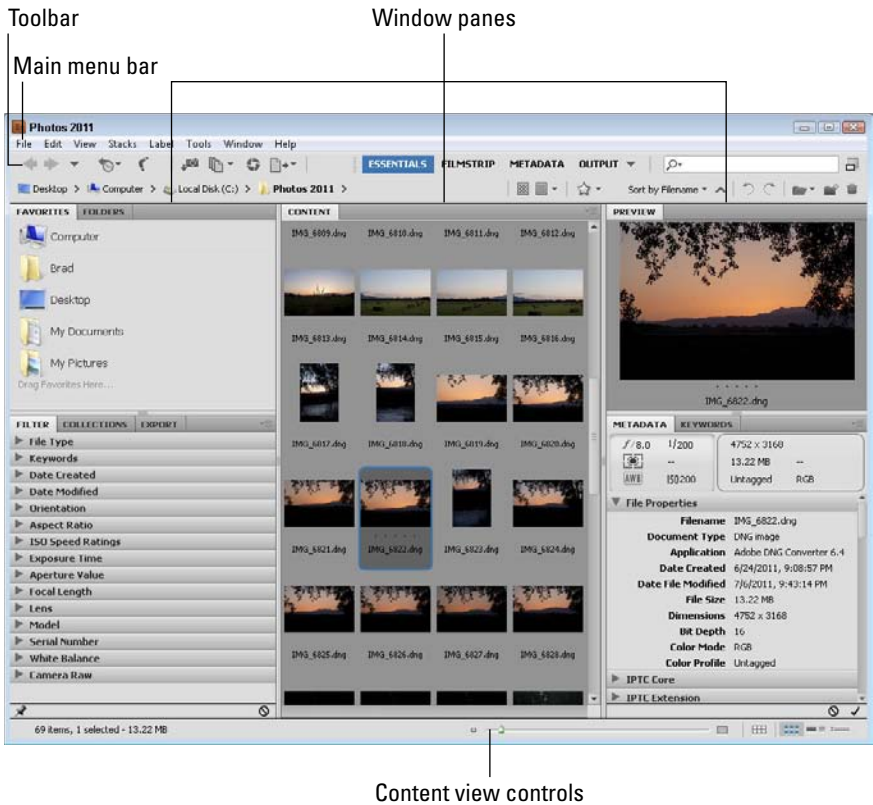 Toolbar
Window panes
Main menu bar
Photos 2011
File Edit View Stacks Label Tools Window Help
ESSENTIALS FILMSTRIP METADATA OUTPUT
Desktop > Computer > Local Disk (C:) > Photos 2011 >
Sort by Filename
FAVORITES FOLDERS
CONTENT
PREVIEW
Computer
Brad
Desktop
My Documents
My Pictures
Drag Favorites Here...
IMG_6809.dng IMG_6810.dng IMG_6811.dng IMG_6812.dng
IMG_6813.dng IMG_6814.dng IMG_6815.dng IMG_6816.dng
IMG_6817.dng IMG_6818.dng IMG_6819.dng IMG_6820.dng
IMG_6821.dng IMG_6822.dng IMG_6823.dng IMG_6824.dng
IMG_6825.dng IMG_6826.dng IMG_6827.dng IMG_6828.dng
IMG_6822.dng
FILTER COLLECTIONS EXPORT
File Type
Keywords
Date Created
Date Modified
Orientation
Aspect Ratio
ISO Speed Ratings
Exposure Time
Aperture Value
Focal Length
Lens
Model
Serial Number
White Balance
Camera Raw
METADATA KEYWORDS
f/8.0 1/200 4752 x 3168
-- 13.22 MB --
AWB ISO200 Untagged RGB
File Properties
Filename IMG_6822.dng
Document Type DNG image
Application Adobe DNG Converter 6.4
Date Created 6/24/2011, 9:08:57 PM
Date File Modified 7/6/2011, 9:43:14 PM
File Size 13.22 MB
Dimensions 4752 x 3168
Bit Depth 16
Color Mode RGB
Color Profile Untagged
IPTC Core
IPTC Extension
69 items, 1 selected - 13.22 MB
Content view controls